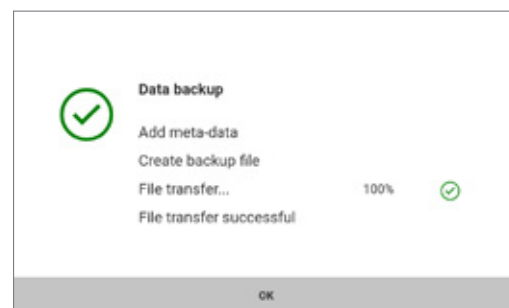 Data backup
Add meta-data
Create backup file
File transfer... 100%
File transfer successful
OK